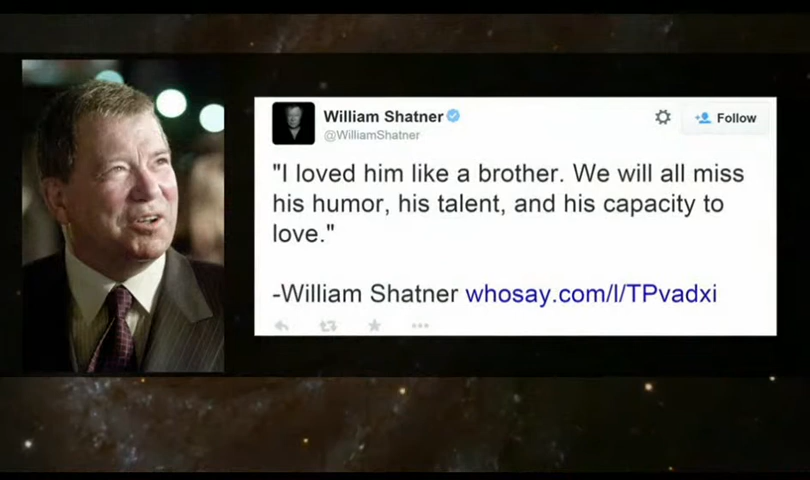 William Shatner
@WilliamShatner
Follow
"I loved him like a brother. We will all miss
his humor, his talent, and his capacity to
love."
-William Shatner whosay.com/l/TPvadxi